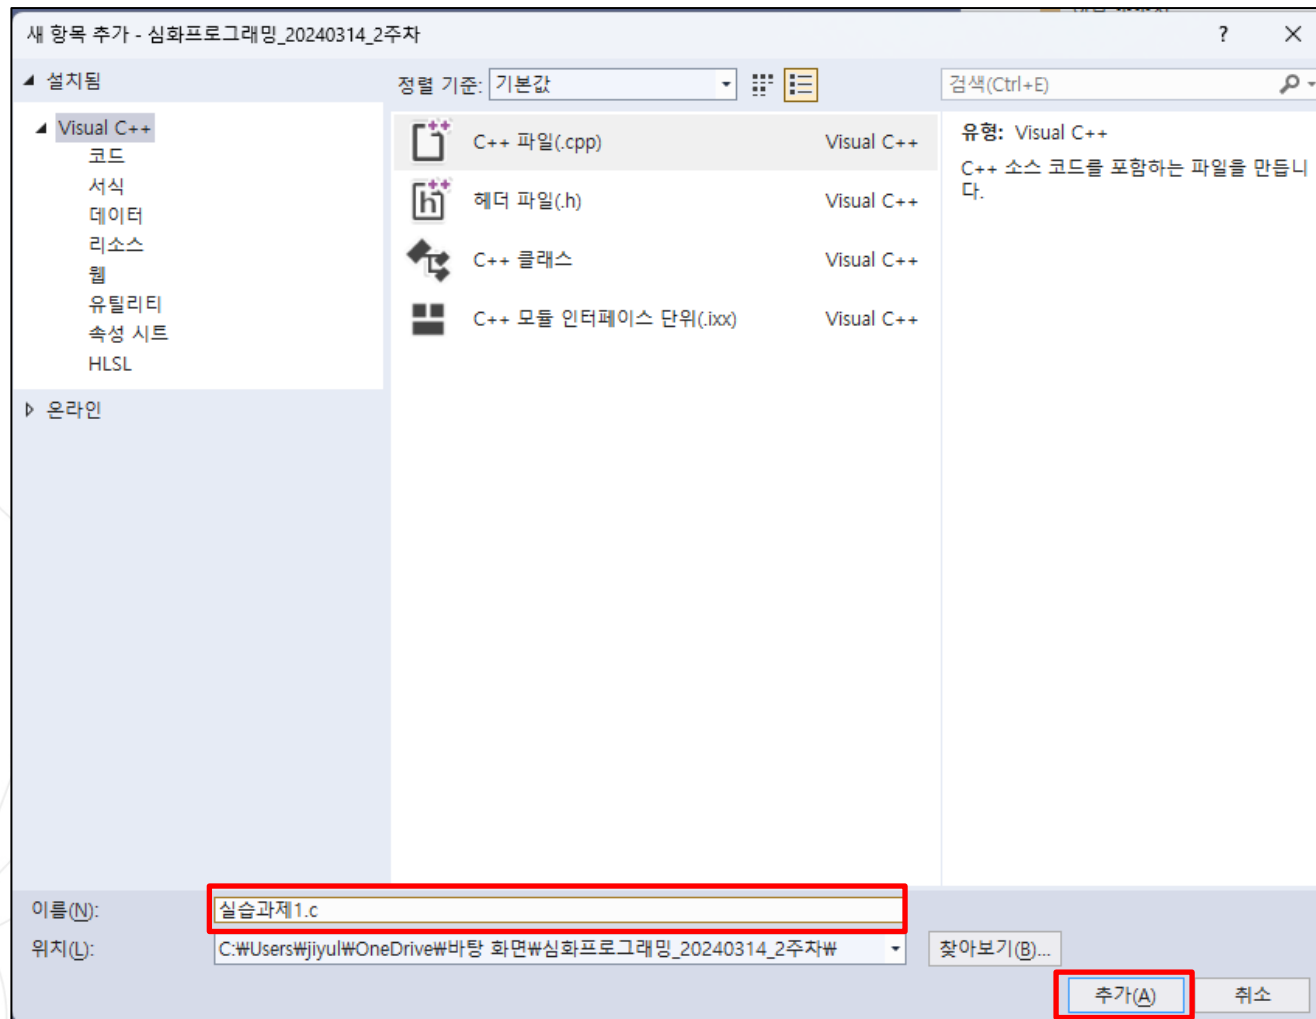 새 항목 추가 - 심화프로그래밍_20240314_2주차
?
설치됨
정렬 기준: 기본값
검색(Ctrl+E)
Visual C++
코드
서식
데이터
리소스
웹
유틸리티
속성 시트
HLSL
온라인
C++ 파일(.cpp) Visual C++
헤더 파일(.h) Visual C++
C++ 클래스 Visual C++
C++ 모듈 인터페이스 단위(.ixx) Visual C++
유형: Visual C++
C++ 소스 코드를 포함하는 파일을 만듭니
다.
이름(N): 실습과제1.c
위치(L): C:₩Users₩jiyul₩OneDrive₩바탕 화면₩심화프로그래밍_20240314_2주차₩ 찾아보기(B)...
추가(A) 취소